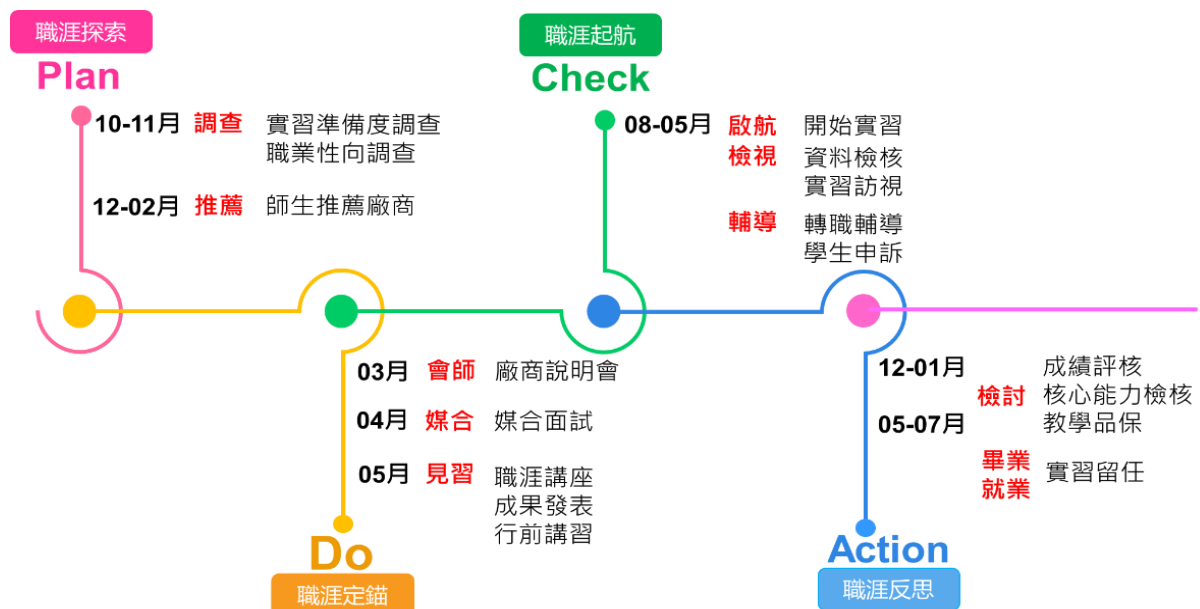 職涯探索
Plan
10-11月 調查 實習準備度調查
職業性向調查
12-02月 推薦 師生推薦廠商
職涯起航
Check
08-05月 啟航 開始實習
檢視 資料檢核
實習訪視
輔導 轉職輔導
學生申訴
03月 會師 廠商說明會
04月 媒合 媒合面試
05月 見習 職涯講座
成果發表
行前講習
Do
職涯定錨
12-01月 成績評核
檢討 核心能力檢核
05-07月 教學品保
畢業 就業 實習留任
Action
職涯反思